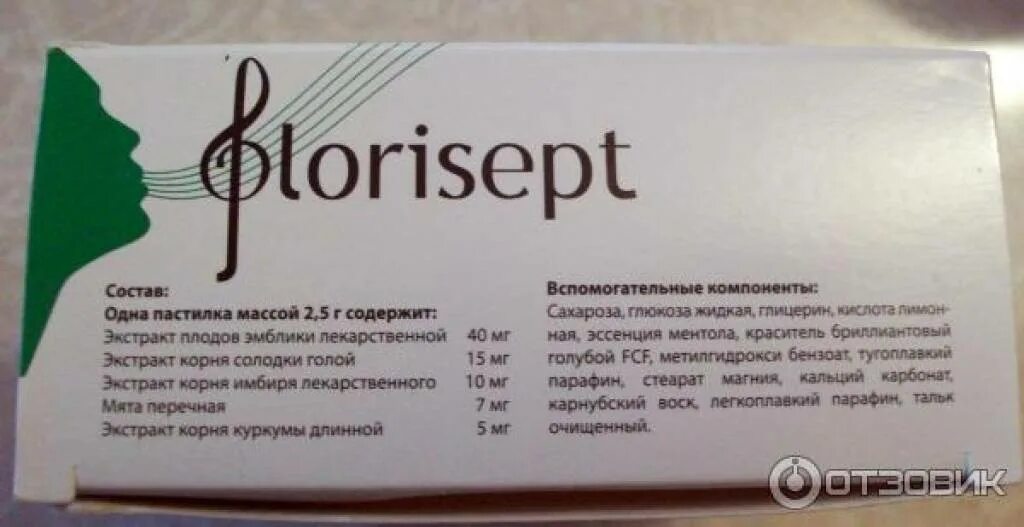 Florisept
Состав:
Одна пастилка массой 2,5 г содержит:
Экстракт плодов эмблики лекарственной 40 мг
Экстракт корня солодки голой 15 мг
Экстракт корня имбиря лекарственного 10 мг
Мята перечная 7 мг
Экстракт корня куркумы длинной 5 мг
Вспомогательные компоненты:
Сахароза, глюкоза жидкая, глицерин, кислота лимон-
ная, эссенция ментола, краситель бриллиантовый
голубой FCF, метилгидрокси бензоат, тугоплавкий
парафин, стеарат магния, кальций карбонат,
карнубский воск, легкоплавкий парафин, тальк
очищенный.
ОТЗОВИК